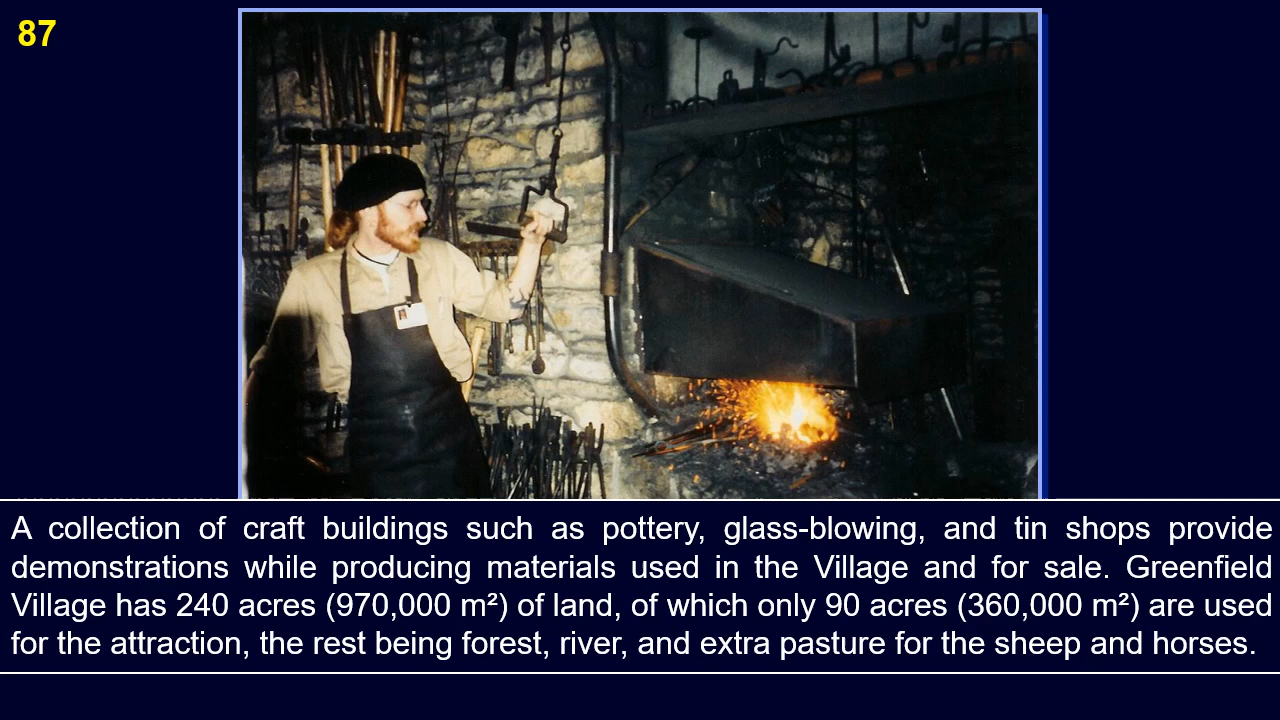 87
A collection of craft buildings such as pottery, glass-blowing, and tin shops provide
demonstrations while producing materials used in the Village and for sale. Greenfield
Village has 240 acres (970,000 m²) of land, of which only 90 acres (360,000 m²) are used
for the attraction, the rest being forest, river, and extra pasture for the sheep and horses.